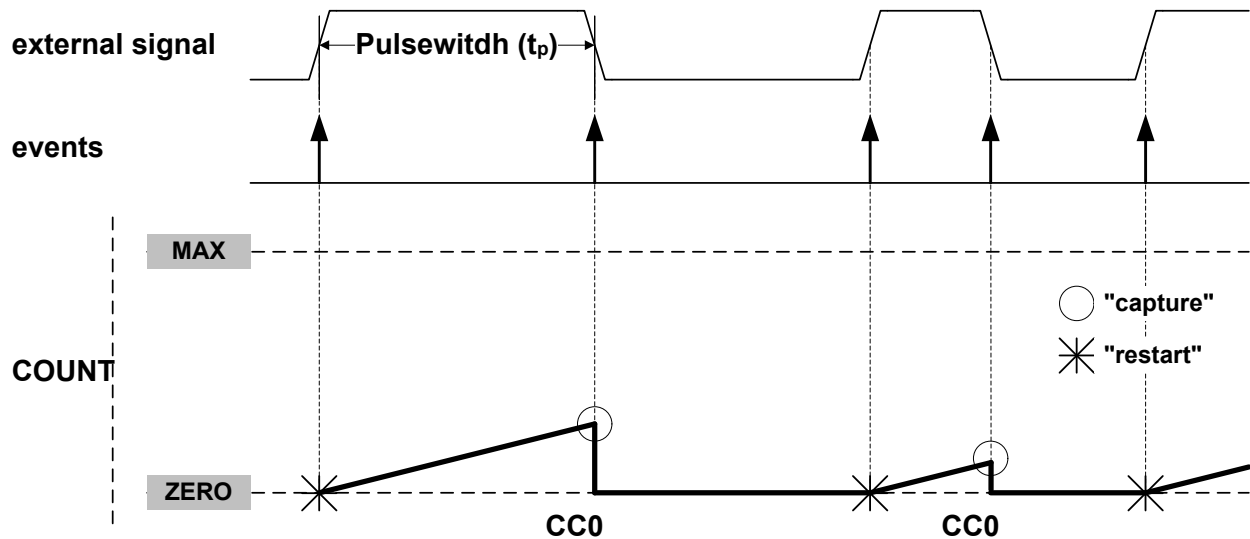 external signal
Pulsewitdh (tp)
events
MAX
"capture"
"restart"
COUNT
ZERO
CC0 CC0